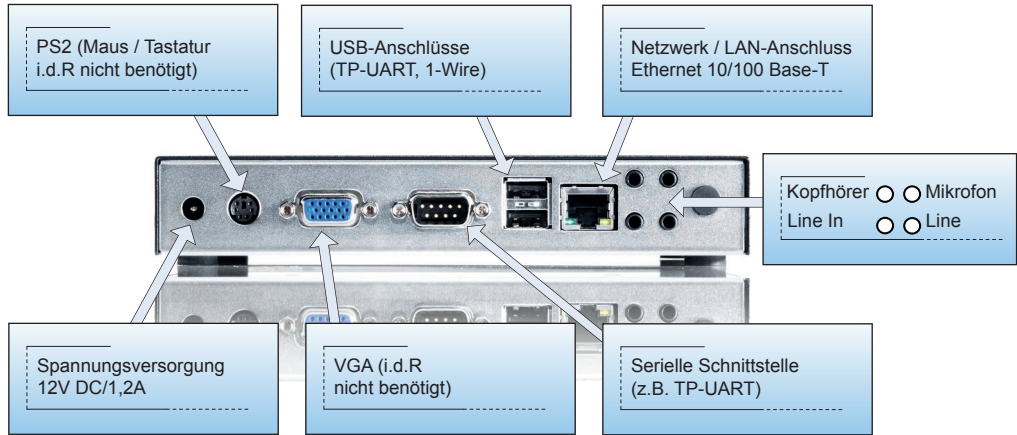 PS2 (Maus / Tastatur
i.d.R nicht benötigt)
USB-Anschlüsse
(TP-UART, 1-Wire)
Netzwerk / LAN-Anschluss
Ethernet 10/100 Base-T
Kopfhörer Mikrofon
Line In Line
Spannungsversorgung
12V DC/1,2A
VGA (i.d.R
nicht benötigt)
Serielle Schnittstelle
(z.B. TP-UART)